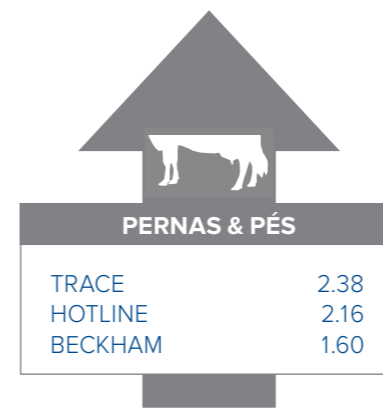 PERNAS & PÉS
TRACE 2.38
HOTLINE 2.16
BECKHAM 1.60